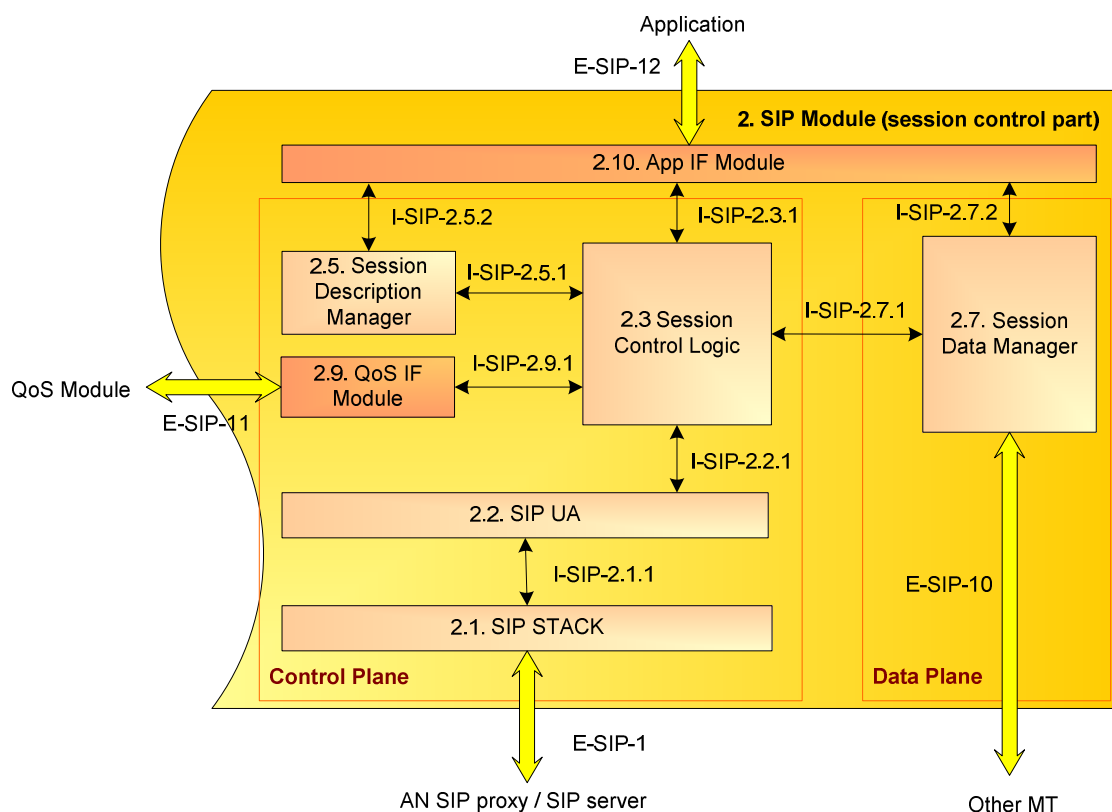 Application
E-SIP-12
2. SIP Module (session control part)
2.10. App IF Module
I-SIP-2.5.2
I-SIP-2.3.1
I-SIP-2.7.2
2.5. Session
Description
Manager
I-SIP-2.5.1
2.3 Session
Control Logic
I-SIP-2.7.1
2.7. Session
Data Manager
QoS Module
E-SIP-11
2.9. QoS IF
Module
I-SIP-2.9.1
I-SIP-2.2.1
2.2. SIP UA
I-SIP-2.1.1
E-SIP-10
2.1. SIP STACK
Control Plane
Data Plane
E-SIP-1
AN SIP proxy / SIP server
Other MT